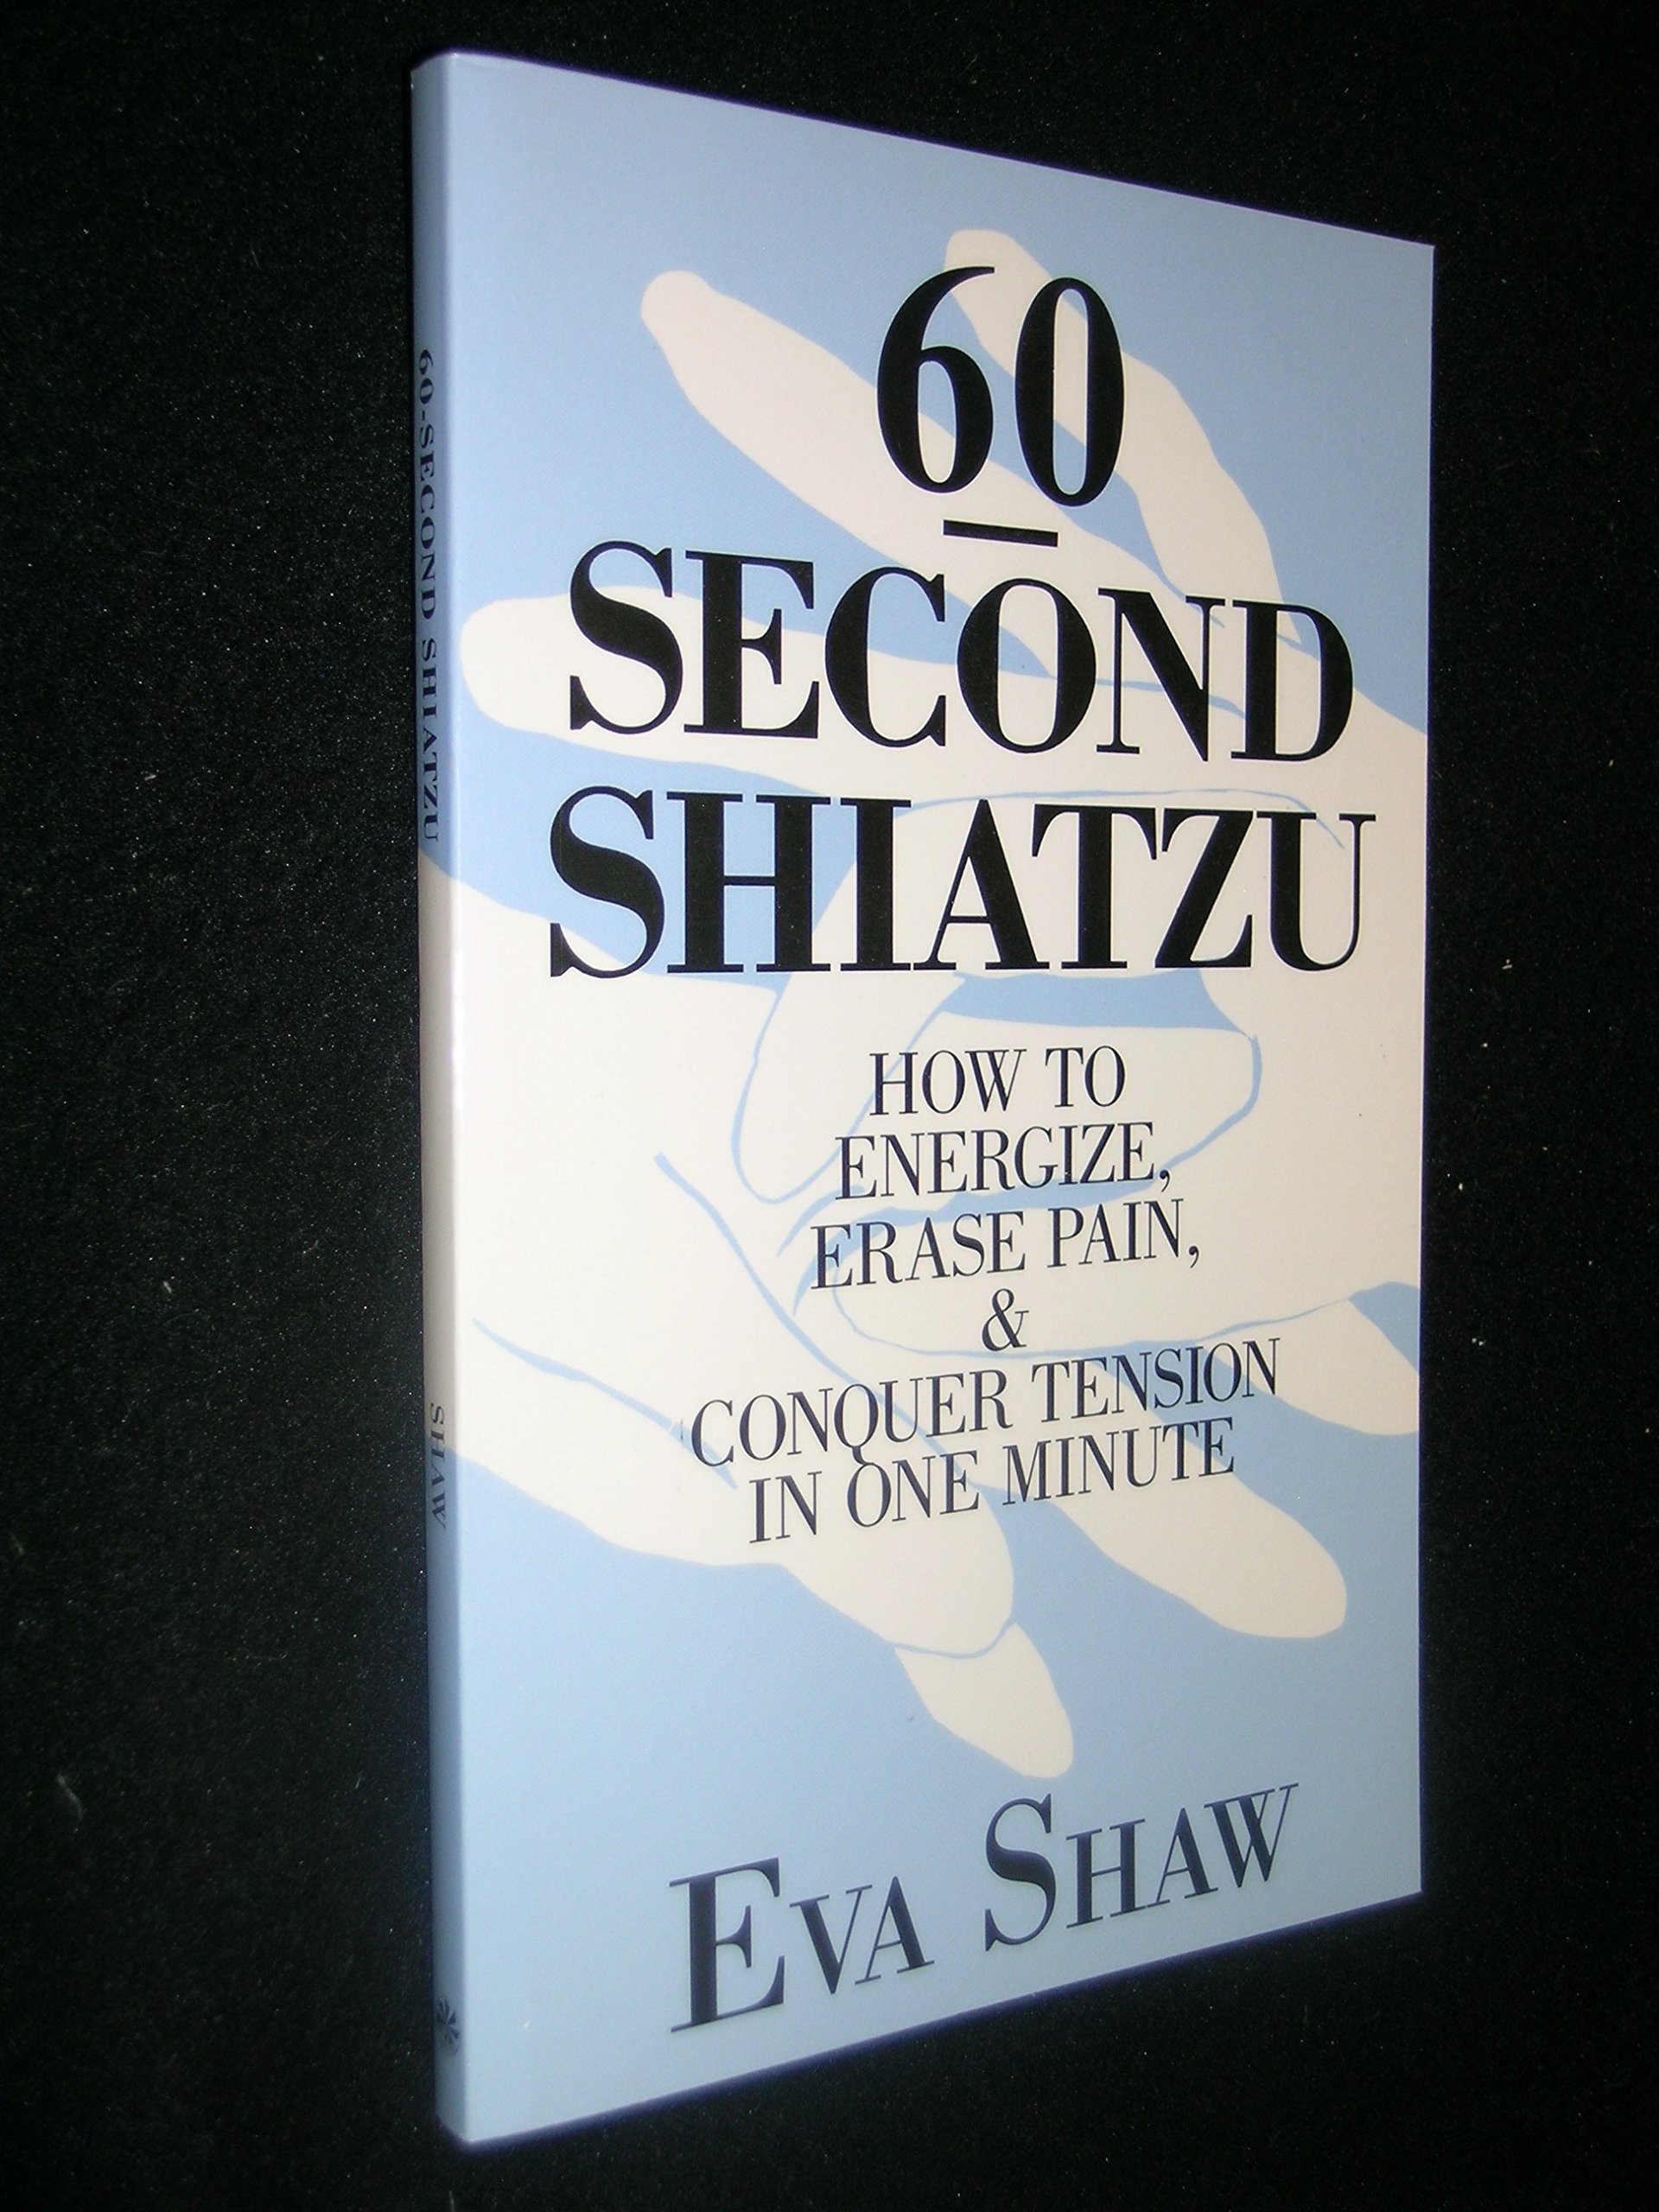 60-SECOND SHIATZU
SHAW
60
–
SECOND
SHIATZU
HOW TO
ENERGIZE,
ERASE PAIN,
&
CONQUER TENSION
IN ONE MINUTE
EVA SHAW